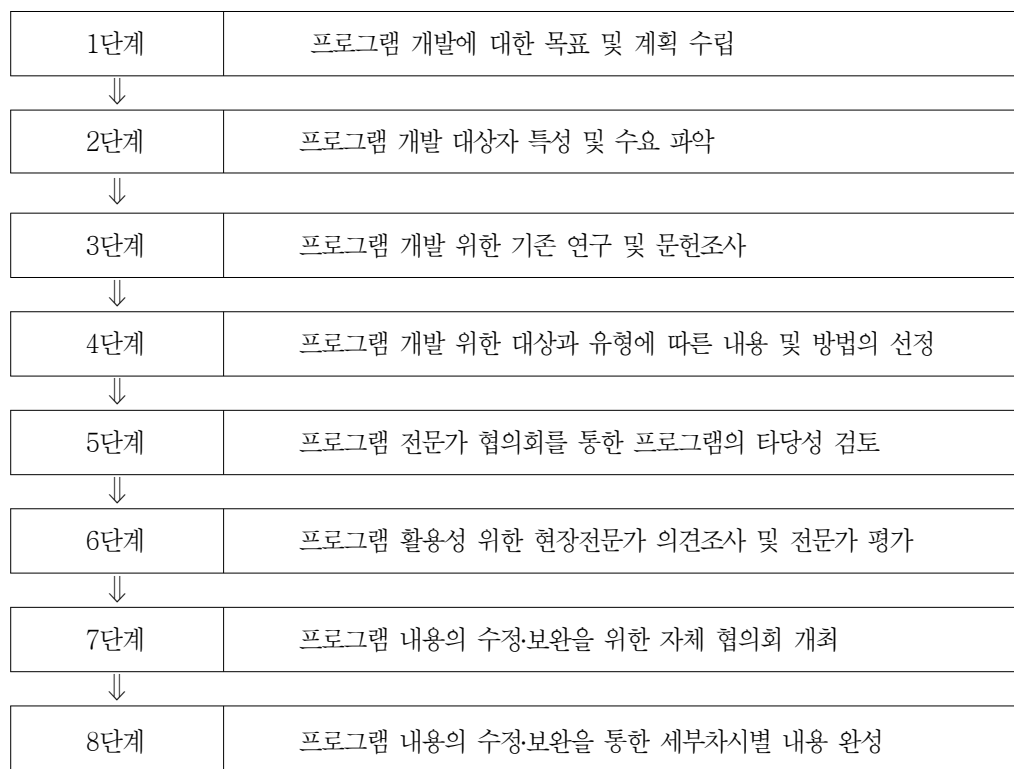 1단계 프로그램 개발에 대한 목표 및 계획 수립
⇓
2단계 프로그램 개발 대상자 특성 및 수요 파악
⇓
3단계 프로그램 개발 위한 기존 연구 및 문헌조사
⇓
4단계 프로그램 개발 위한 대상과 유형에 따른 내용 및 방법의 선정
⇓
5단계 프로그램 전문가 협의회를 통한 프로그램의 타당성 검토
⇓
6단계 프로그램 활용성 위한 현장전문가 의견조사 및 전문가 평가
⇓
7단계 프로그램 내용의 수정·보완을 위한 자체 협의회 개최
⇓
8단계 프로그램 내용의 수정·보완을 통한 세부차시별 내용 완성